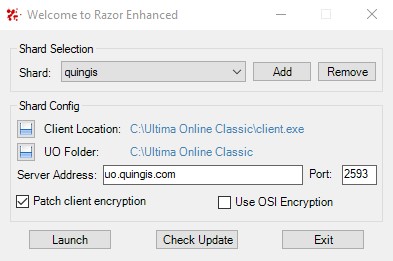 Welcome to Razor Enhanced
Shard Selection
Shard: quingis Add Remove
Shard Config
Client Location: C:\Ultima Online Classic\client.exe
UO Folder: C:\Ultima Online Classic
Server Address: uo.quingis.com Port: 2593
Patch client encryption Use OSI Encryption
Launch Check Update Exit